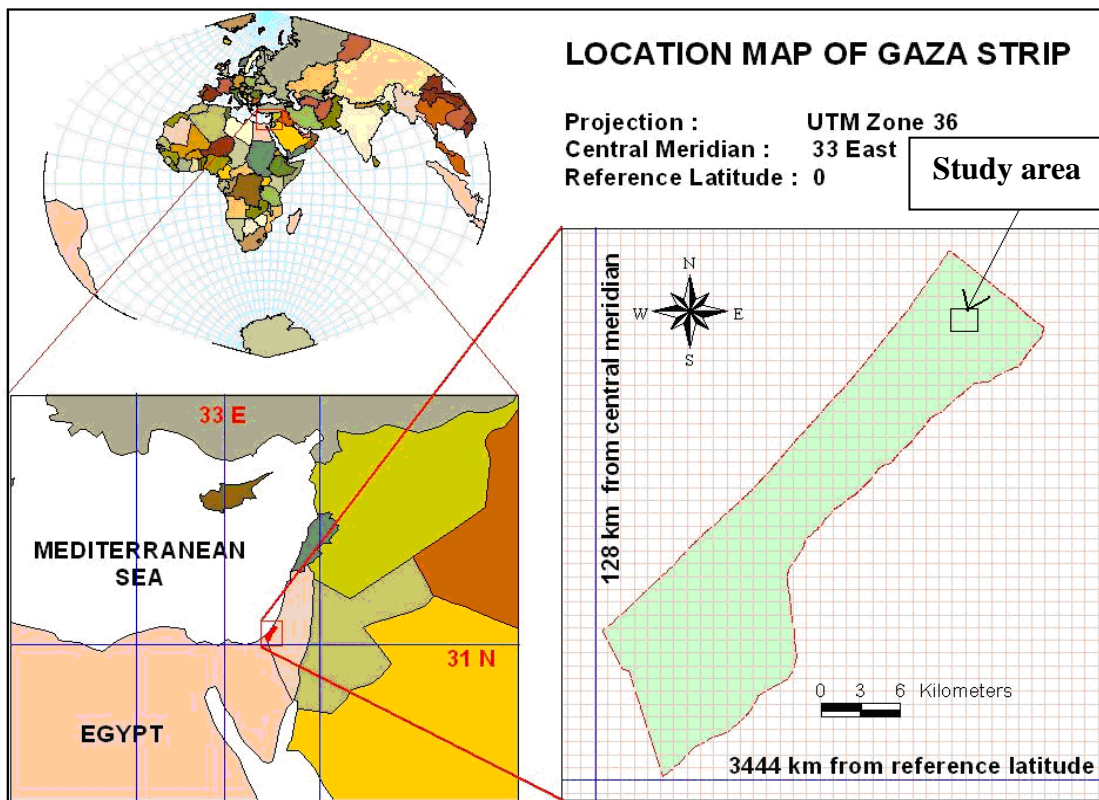 LOCATION MAP OF GAZA STRIP
Projection : UTM Zone 36
Central Meridian : 33 East
Reference Latitude : 0
Study area
N
W E
S
128 km from central meridian
33 E
MEDITERRANEAN
SEA
31 N
EGYPT
0 3 6 Kilometers
3444 km from reference latitude